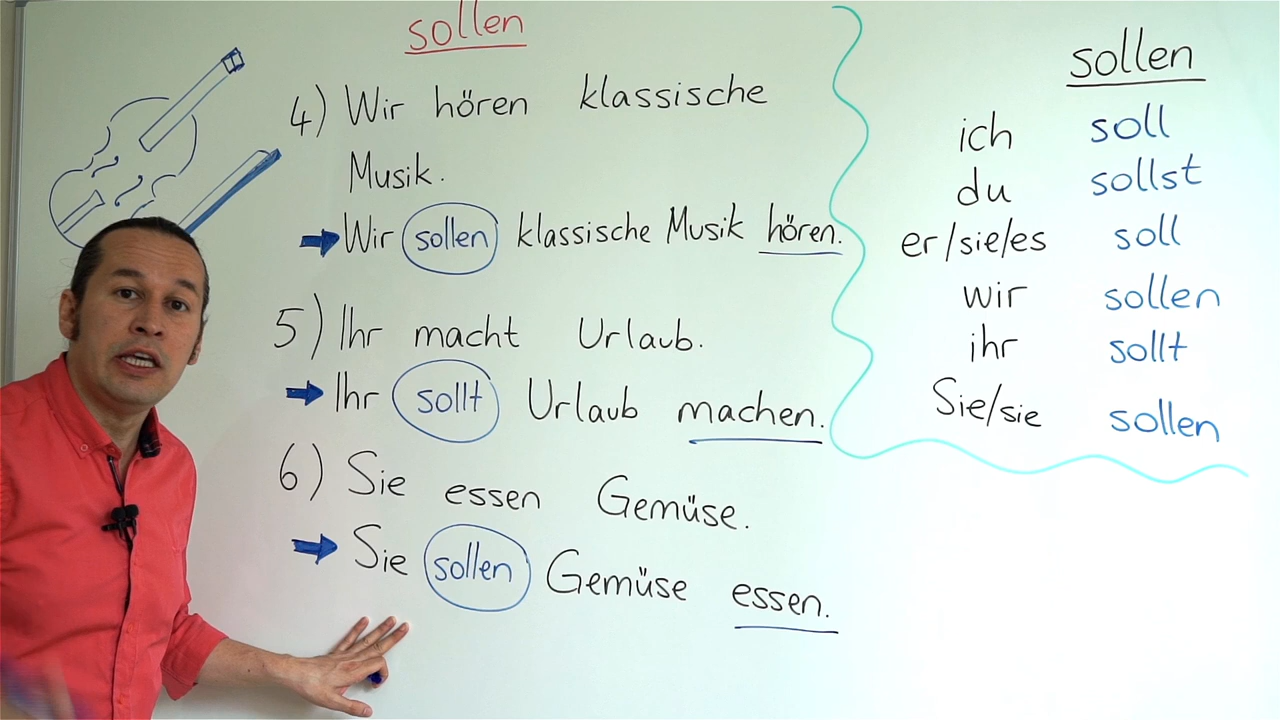 sollen
4) Wir hören klassische
Musik.
Wir sollen klassische Musik hören.
5) Ihr macht Urlaub.
Ihr sollt Urlaub machen.
6) Sie essen Gemüse.
Sie sollen Gemüse essen.
sollen
ich soll
du sollst
er/sie/es soll
wir sollen
ihr sollt
Sie/sie sollen